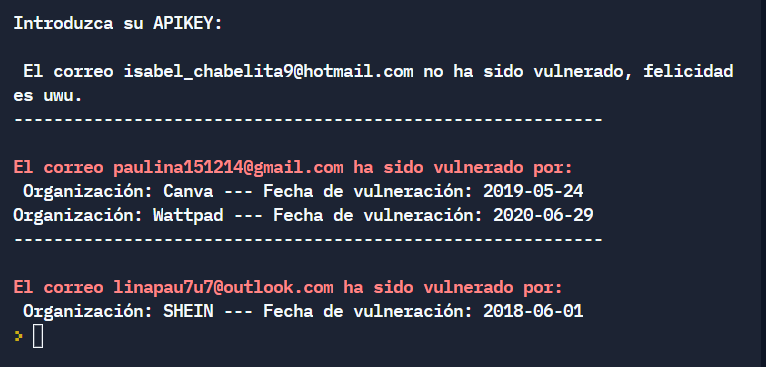 Introduzca su APIKEY:
El correo isabel_chabelita9@hotmail.com no ha sido vulnerado, felicidad
es uwu.
---------------------------------------------------------
El correo paulina151214@gmail.com ha sido vulnerado por:
Organización: Canva --- Fecha de vulneración: 2019-05-24
Organización: Wattpad --- Fecha de vulneración: 2020-06-29
---------------------------------------------------------
El correo linapau7u7@outlook.com ha sido vulnerado por:
Organización: SHEIN --- Fecha de vulneración: 2018-06-01
>